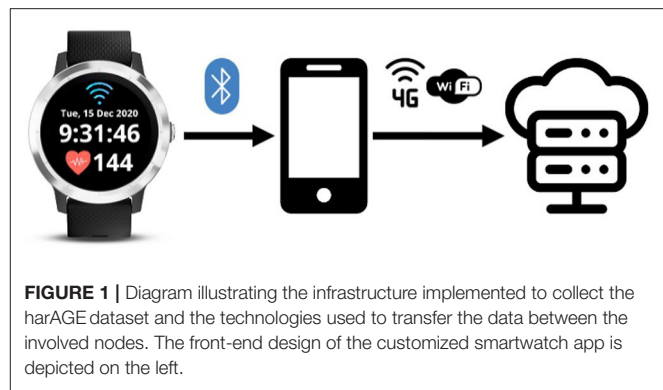 Tue, 15 Dec 2020
9:31:46
144
4G
Wi Fi
FIGURE 1 | Diagram illustrating the infrastructure implemented to collect the
harAGE dataset and the technologies used to transfer the data between the
involved nodes. The front-end design of the customized smartwatch app is
depicted on the left.